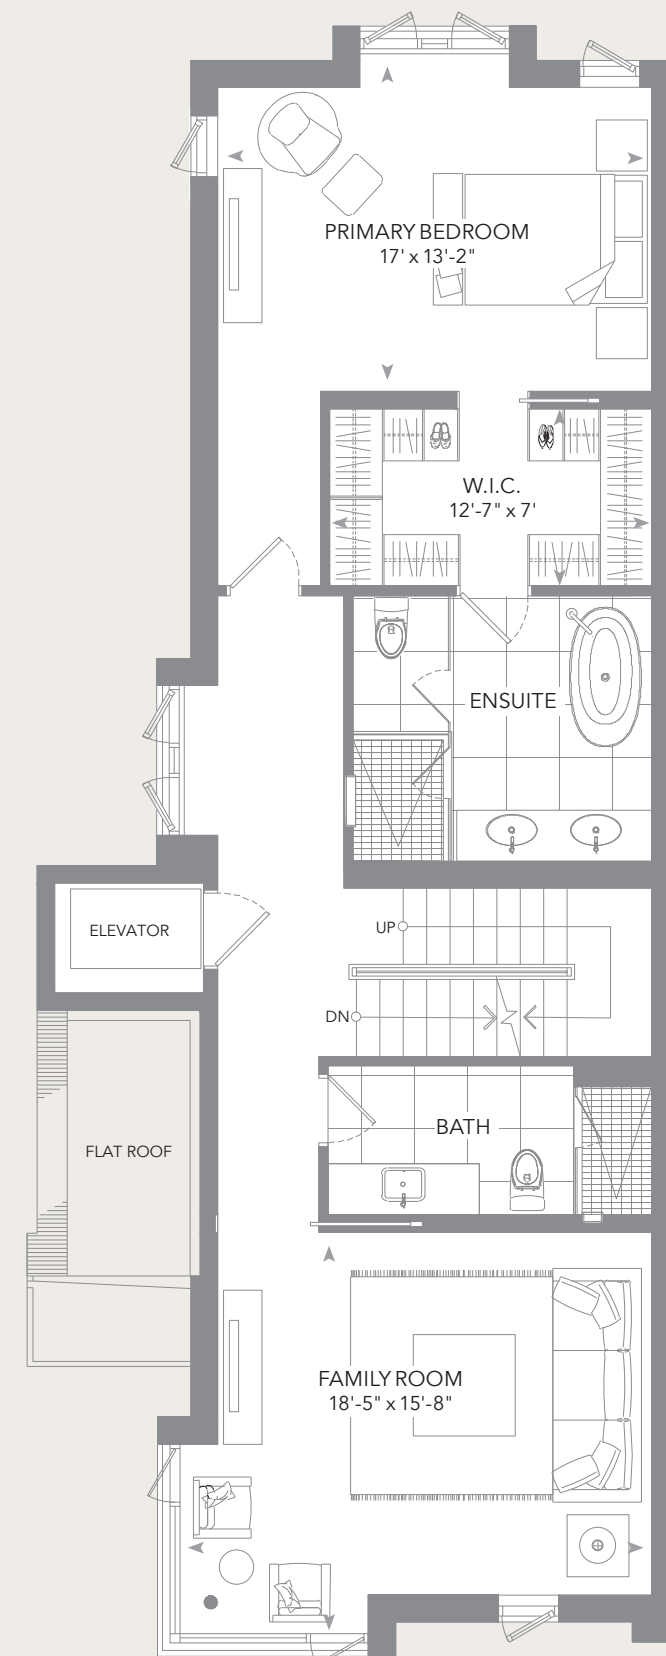 PRIMARY BEDROOM
17' x 13'-2"
W.I.C.
12'-7" x 7'
ENSUITE
UP
ELEVATOR
DN
BATH
FLAT ROOF
FAMILY ROOM
18'-5" x 15'-8"